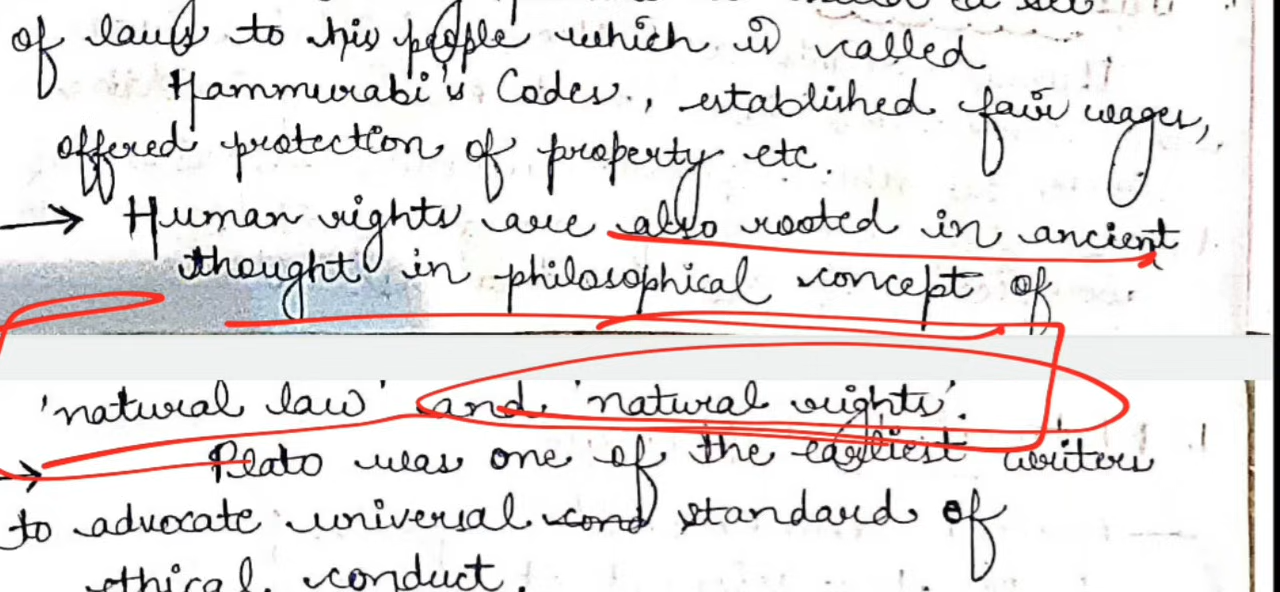 of laws to his people which is called
Hammurabi's Codes, established fair wages,
offered protection of property etc.
→ Human rights are also rooted in ancient
thought in philosophical concept of
'natural law' and 'natural rights'.
→ Plato was one of the earliest writers
to advocate universal cond standard of
ethical conduct.